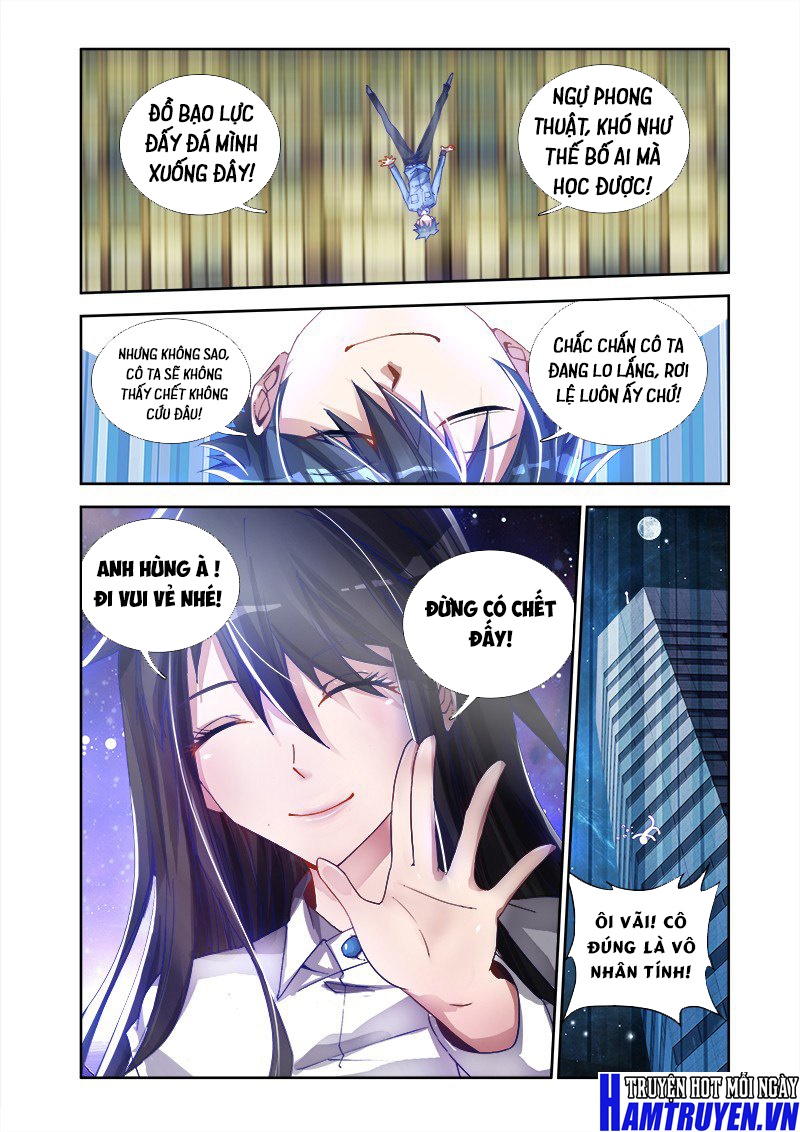 ĐỒ BẠO LỰC
ĐẤY ĐÁ MÌNH
XUỐNG ĐÂY!
NGỰ PHONG
THUẬT, KHÓ NHƯ
THẾ BỐ AI MÀ
HỌC ĐƯỢC!
NHƯNG KHÔNG SAO,
CÔ TA SẼ KHÔNG
THẤY CHẾT KHÔNG
CỨU ĐÂU!
CHẮC CHẮN CÔ TA
ĐANG LO LẮNG, RƠI
LỆ LUÔN ẤY CHỨ!
ANH HÙNG À !
ĐI VUI VẺ NHÉ!
ĐỪNG CÓ CHẾT
ĐẤY!
ÔI VÃI! CÔ
ĐÚNG LÀ VÔ
NHÂN TÍNH!
TRUYỆN HOT MỖI NGÀY
HAMTRUYEN.VN